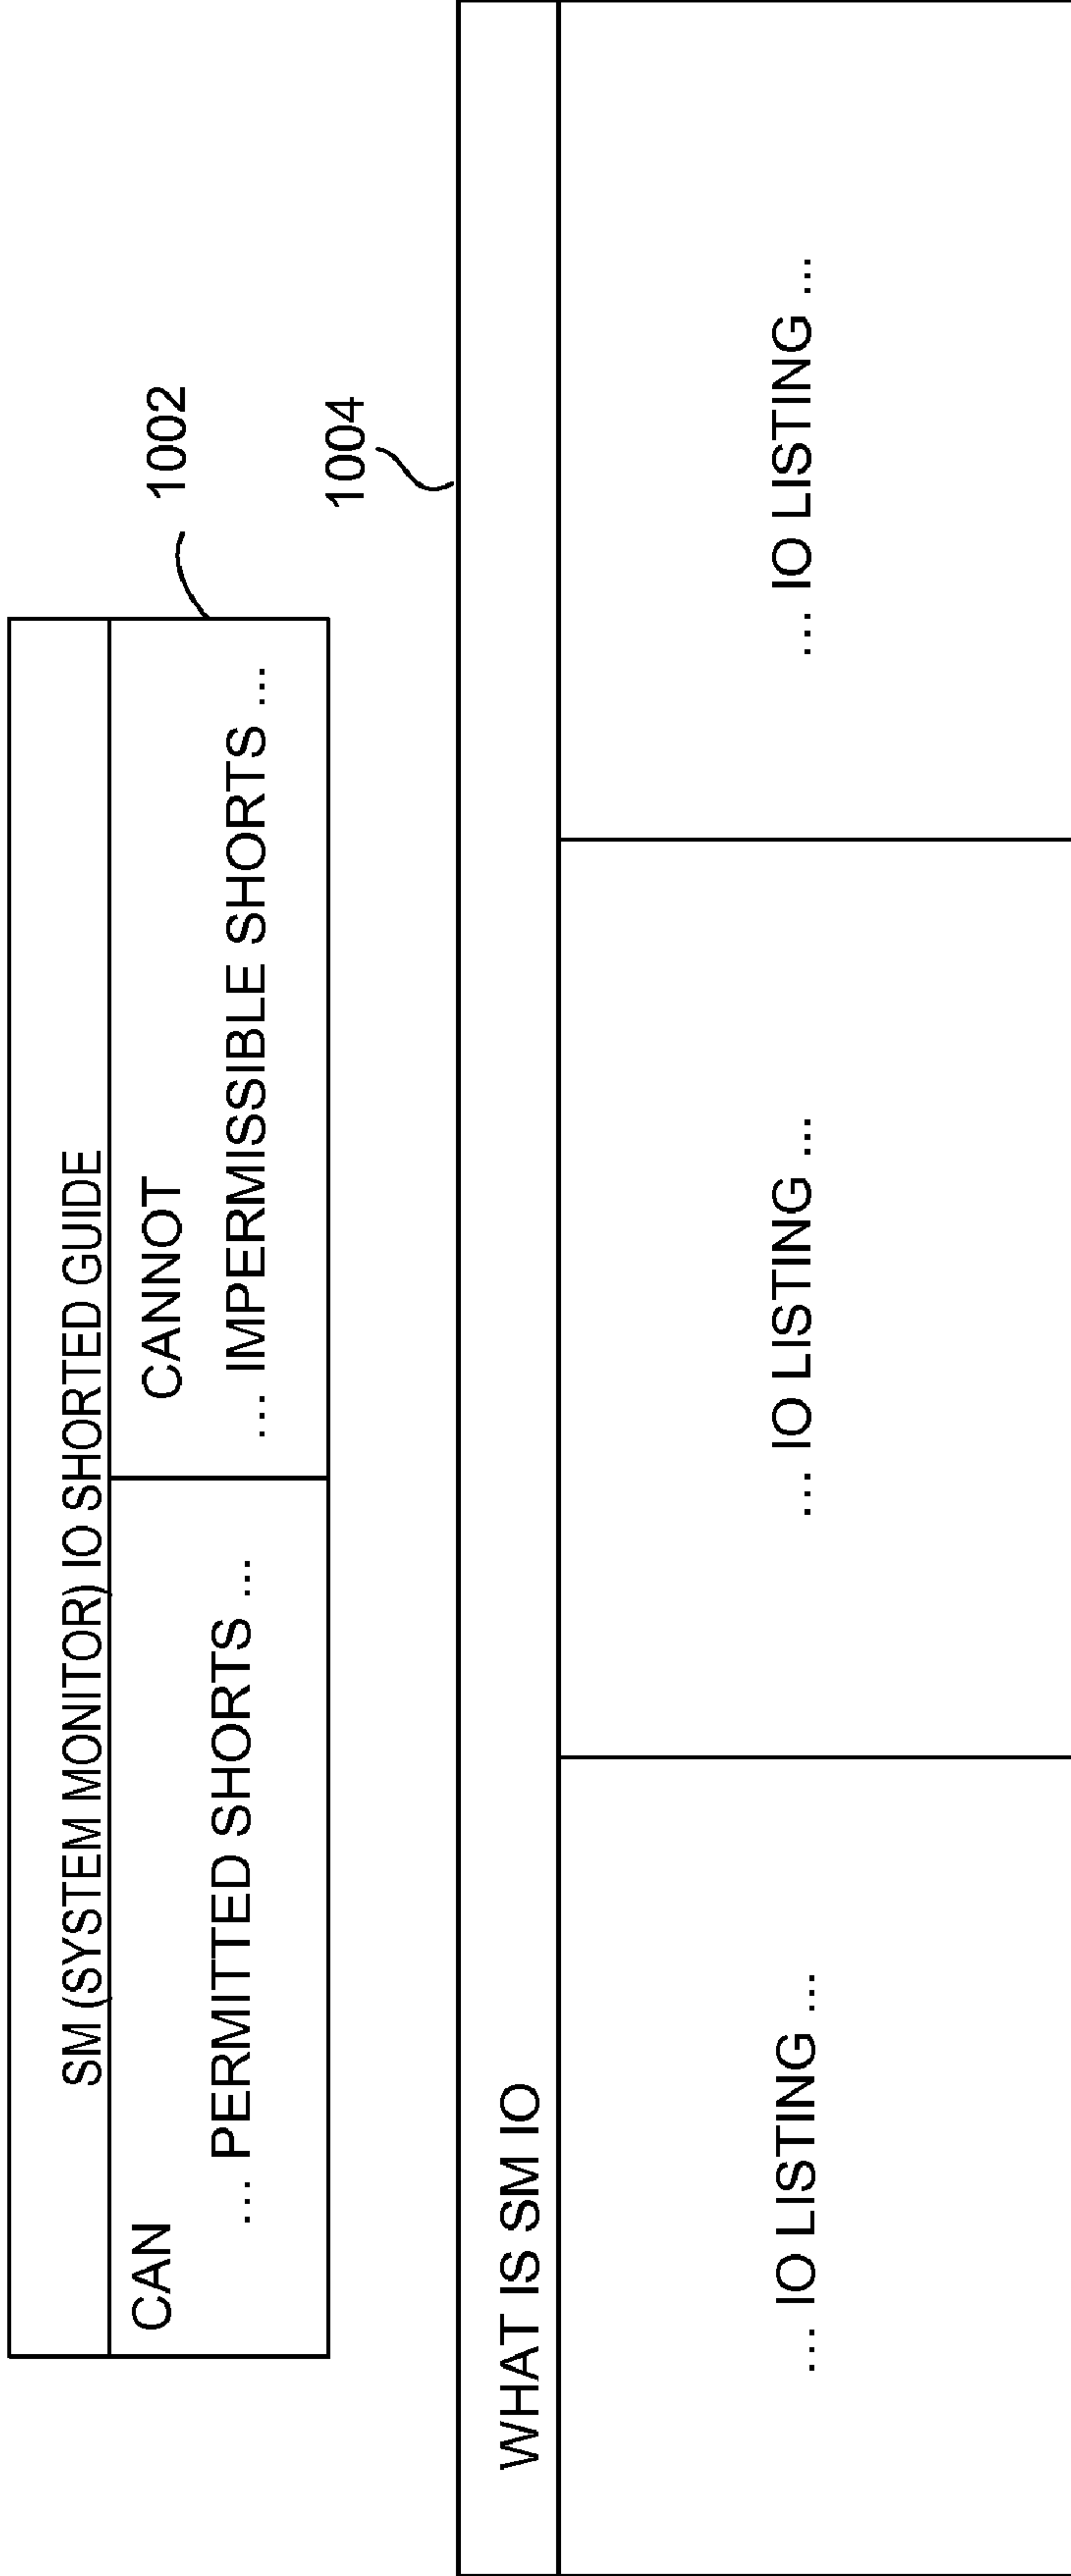 SM (SYSTEM MONITOR) IO SHORTED GUIDE
CAN
... PERMITTED SHORTS ...
CANNOT
... IMPERMISSIBLE SHORTS ...
1002
1004
WHAT IS SM IO
... IO LISTING ...
... IO LISTING ...
... IO LISTING ...